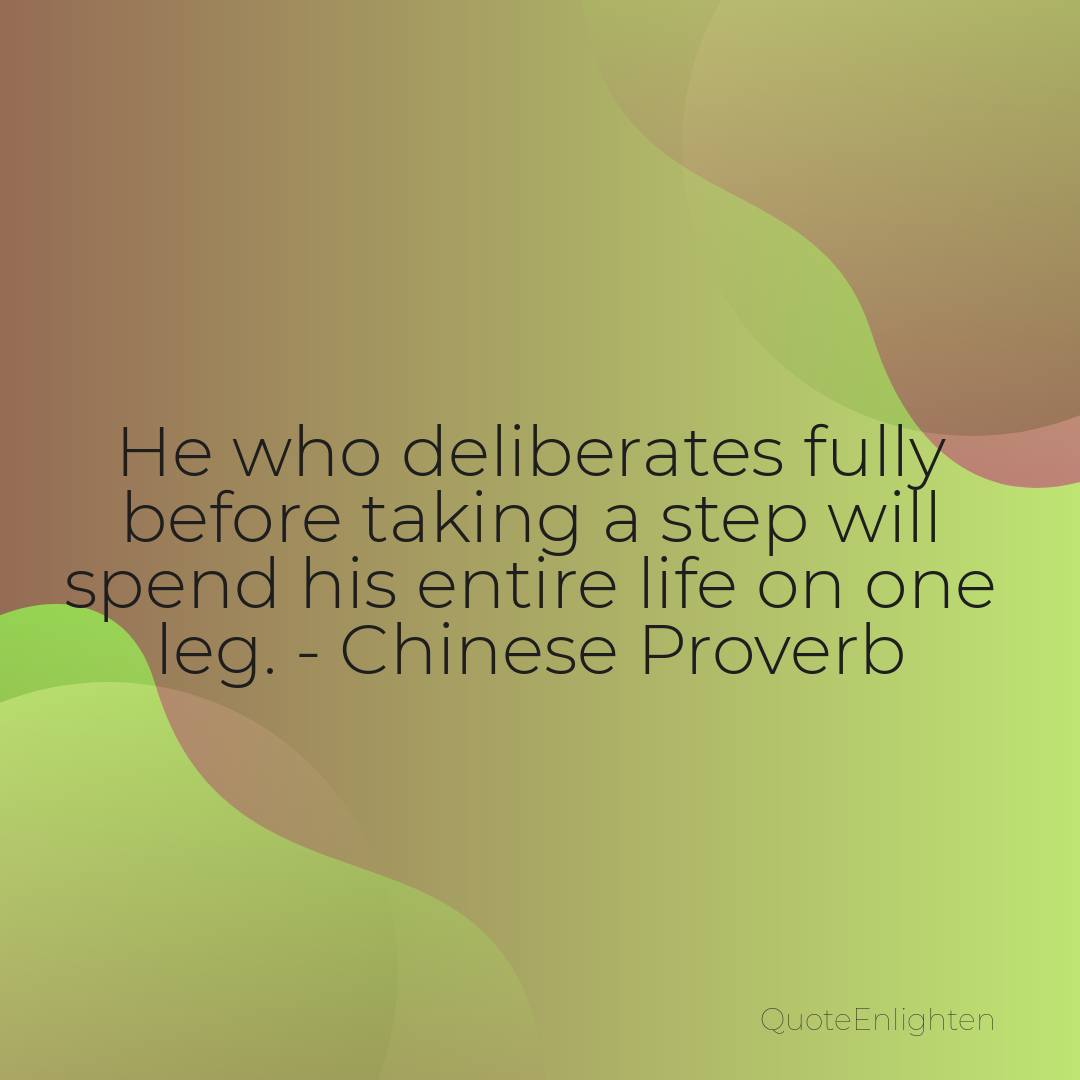 He who deliberates fully
before taking a step will
spend his entire life on one
leg. - Chinese Proverb
QuoteEnlighten